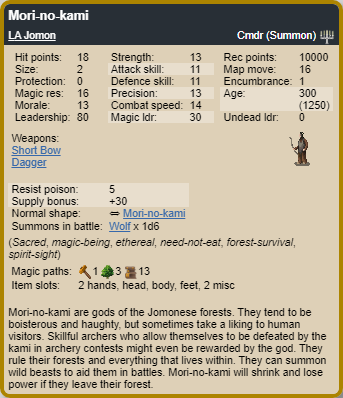 Mori-no-kami
LA Jomon Cmdr (Summon)
Hit points: 18 Strength: 13 Rec points: 10000
Size: 2 Attack skill: 11 Map move: 16
Protection: 0 Defence skill: 11 Encumbrance: 1
Magic res: 16 Precision: 13 Age: 300
Morale: 13 Combat speed: 14 (1250)
Leadership: 80 Magic ldr: 30 Undead ldr: 0
Weapons:
Short Bow
Dagger
Resist poison: 5
Supply bonus: +30
Normal shape: ⇔ Mori-no-kami
Summons in battle: Wolf x 1d6
(Sacred, magic-being, ethereal, need-not-eat, forest-survival,
spirit-sight)
Magic paths: 1 3 13
Item slots: 2 hands, head, body, feet, 2 misc
Mori-no-kami are gods of the Jomonese forests. They tend to be
boisterous and haughty, but sometimes take a liking to human
visitors. Skillful archers who allow themselves to be defeated by the
kami in archery contests might even be rewarded by the god. They
rule their forests and everything that lives within. They can summon
wild beasts to aid them in battles. Mori-no-kami will shrink and lose
power if they leave their forest.